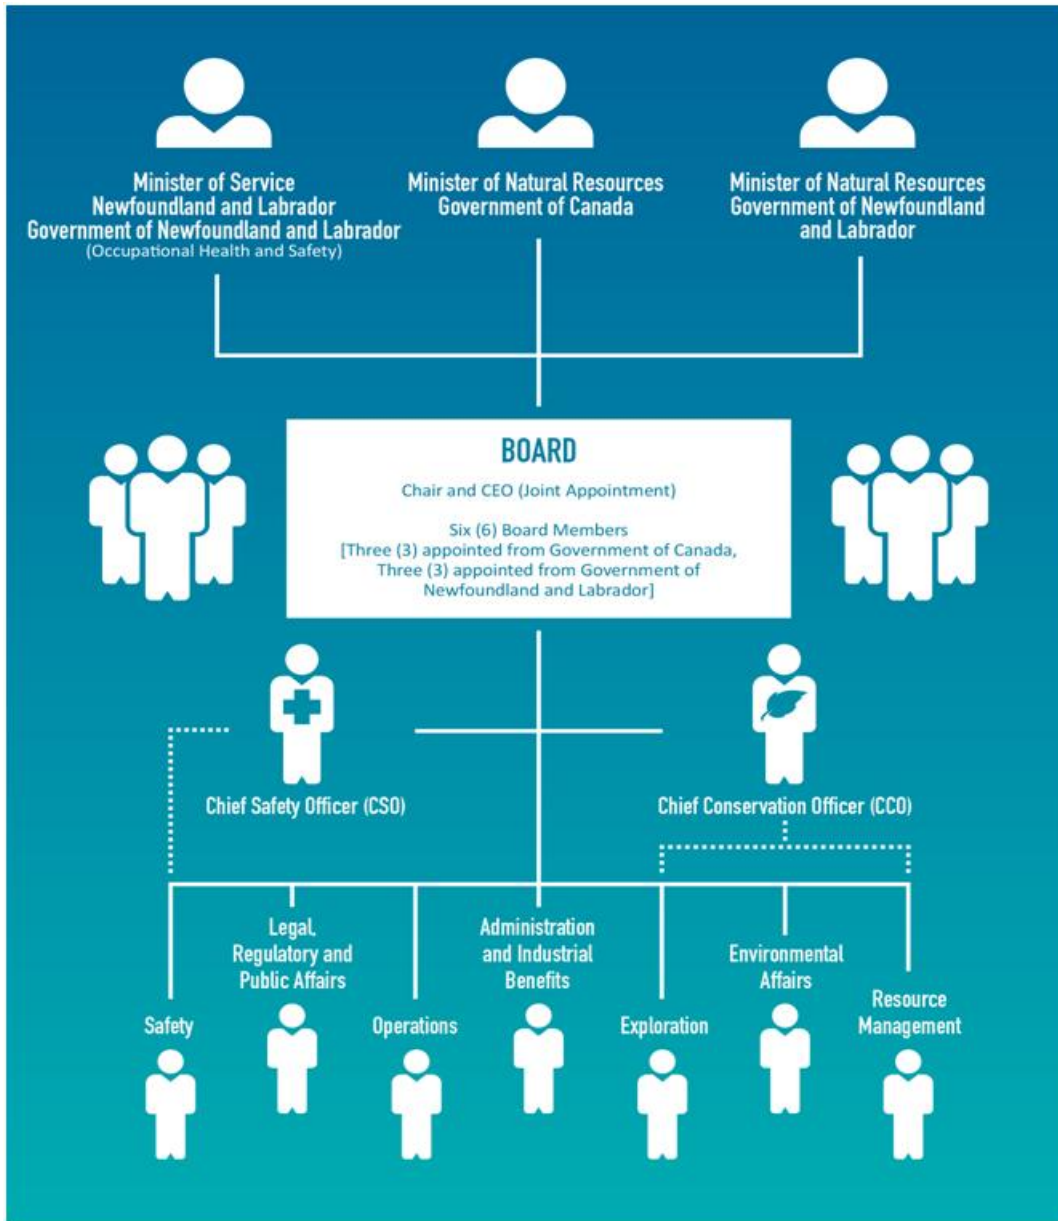 Minister of Service
Newfoundland and Labrador
Government of Newfoundland and Labrador
(Occupational Health and Safety)
Minister of Natural Resources
Government of Canada
Minister of Natural Resources
Government of Newfoundland
and Labrador
BOARD
Chair and CEO (Joint Appointment)
Six (6) Board Members
[Three (3) appointed from Government of Canada,
Three (3) appointed from Government of
Newfoundland and Labrador]
Chief Safety Officer (CSO)
Chief Conservation Officer (CCO)
Safety
Legal,
Regulatory and
Public Affairs
Operations
Administration
and Industrial
Benefits
Exploration
Environmental
Affairs
Resource
Management